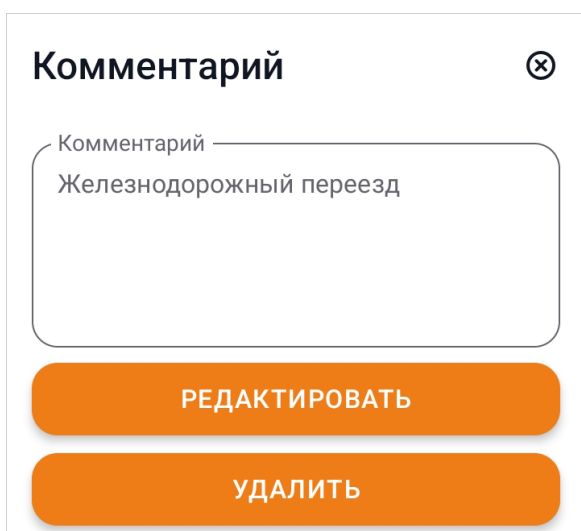 Комментарий
Комментарий
Железнодорожный переезд
РЕДАКТИРОВАТЬ
УДАЛИТЬ